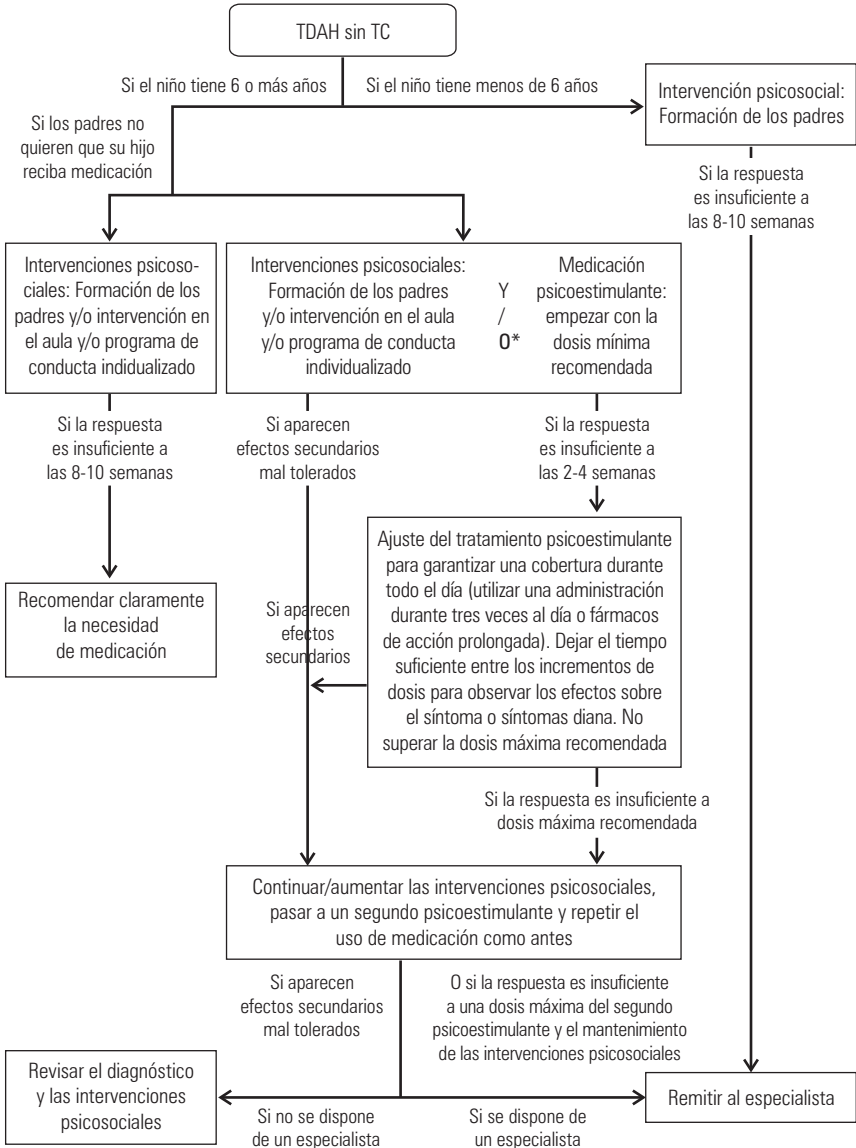 TDAH sin TC
Si el niño tiene 6 o más años
Si el niño tiene menos de 6 años
Intervención psicosocial:
Formación de los padres
Si los padres no
quieren que su hijo
reciba medicación
Si la respuesta
es insuficiente a
las 8-10 semanas
Intervenciones psicoso-
ciales: Formación de los
padres y/o intervención en
el aula y/o programa de
conducta indidualizado
Intervenciones psicosociales:
Formación de los padres
y/o intervención en el aula
y/o programa de conducta
individualizado
Y
/
O*
Medicación
psicoestimulante:
empezar con la
dosis mínima
recomendada
Si la respuesta
es insuficiente a
las 8-10 semanas
Si aparecen
efectos secundarios
mal tolerados
Si la respuesta
es insuficiente a
las 2-4 semanas
Recomendar claramente
la necesidad
de medicación
Si aparecen
efectos
secundarios
Ajuste del tratamiento psicoestimulante
para garantizar una cobertura durante
todo el día (utilizar una administración
durante tres veces al día o fármacos
de acción prolongada). Dejar el tiempo
suficiente entre los incrementos de
dosis para observar los efectos sobre
el síntoma o síntomas diana. No
superar la dosis máxima recomendada
Si la respuesta es insuficiente a
dosis máxima recomendada
Continuar/aumentar las intervenciones psicosociales,
pasar a un segundo psicoestimulante y repetir el
uso de medicación como antes
Si aparecen
efectos secundarios
mal tolerados
O si la respuesta es insuficiente
a una dosis máxima del segundo
psicoestimulante y el mantenimiento
de las intervenciones psicosociales
Revisar el diagnóstico
y las intervenciones
psicosociales
Si no se dispone
de un especialista
Si se dispone de
un especialista
Remitir al especialista